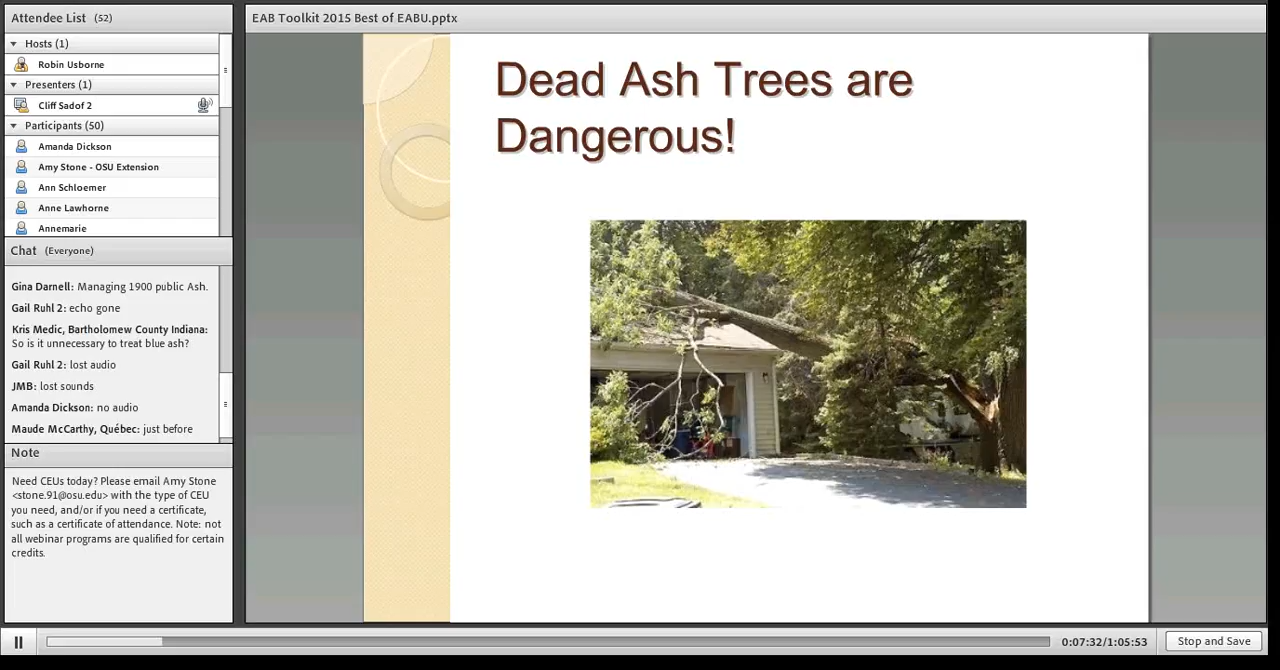 Attendee List (52)
Hosts (1)
Robin Usborne
Presenters (1)
Cliff Sadof 2
Participants (50)
Amanda Dickson
Amy Stone - OSU Extension
Ann Schloemer
Anne Lawhorne
Annemarie
Chat (Everyone)
Gina Darnell: Managing 1900 public Ash.
Gail Ruhl 2: echo gone
Kris Medic, Bartholomew County Indiana:
So is it unnecessary to treat blue ash?
Gail Ruhl 2: lost audio
JMB: lost sounds
Amanda Dickson: no audio
Maude McCarthy, Québec: just before
Note
Need CEUs today? Please email Amy Stone
<stone.91@osu.edu> with the type of CEU
you need, and/or if you need a certificate,
such as a certificate of attendance. Note: not
all webinar programs are qualified for certain
credits.
EAB Toolkit 2015 Best of EABU.pptx
Dead Ash Trees are
Dangerous!
0:07:32/1:05:53
Stop and Save